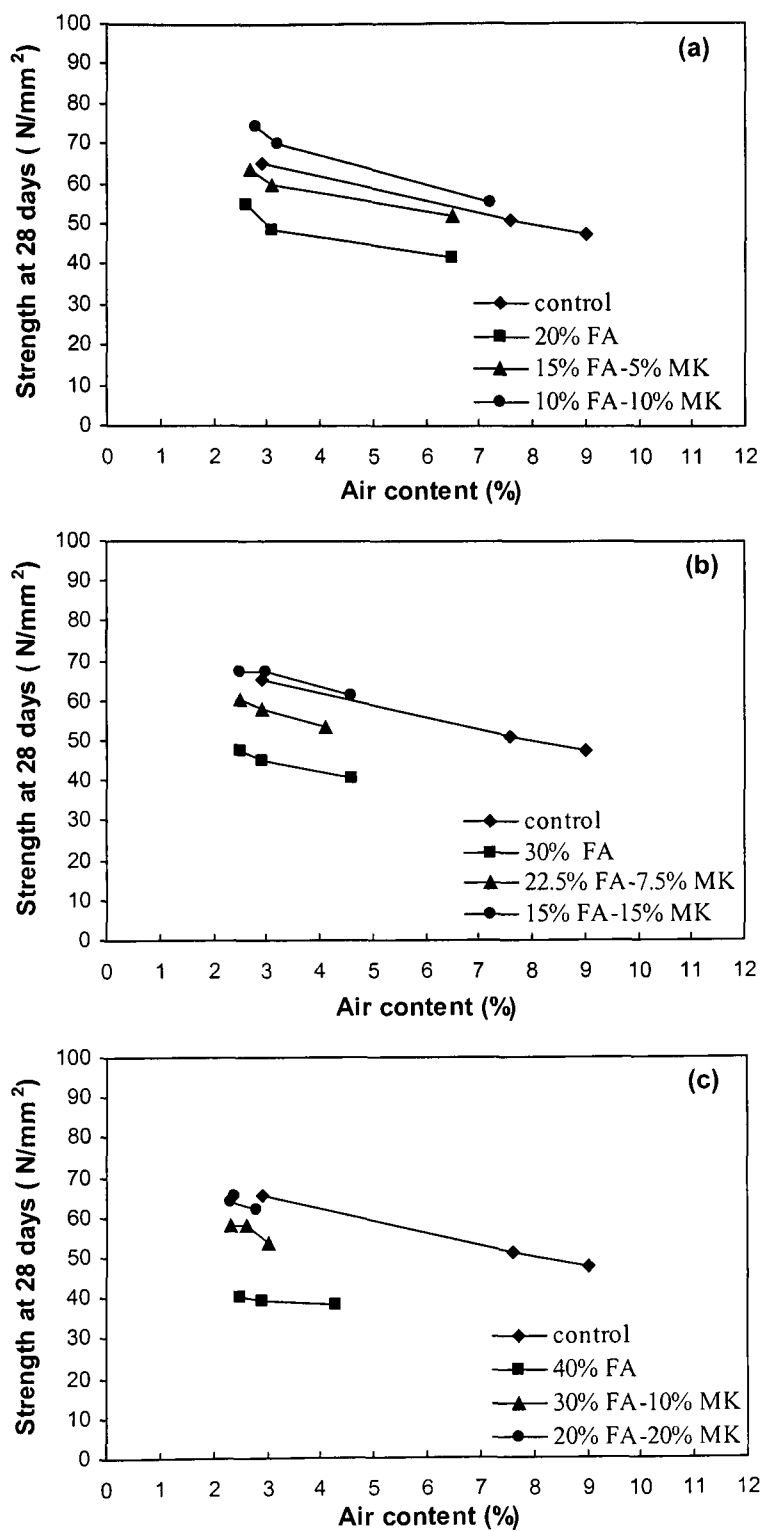 (a)
Strength at 28 days ( N/mm²)
100
90
80
70
60
50
40
30
20
10
0
control
20% FA
15% FA-5% MK
10% FA-10% MK
0 1 2 3 4 5 6 7 8 9 10 11 12
Air content (%)
(b)
Strength at 28 days ( N/mm²)
100
90
80
70
60
50
40
30
20
10
0
control
30% FA
22.5% FA-7.5% MK
15% FA-15% MK
0 1 2 3 4 5 6 7 8 9 10 11 12
Air content (%)
(c)
Strength at 28 days ( N/mm²)
100
90
80
70
60
50
40
30
20
10
0
control
40% FA
30% FA-10% MK
20% FA-20% MK
0 1 2 3 4 5 6 7 8 9 10 11 12
Air content (%)